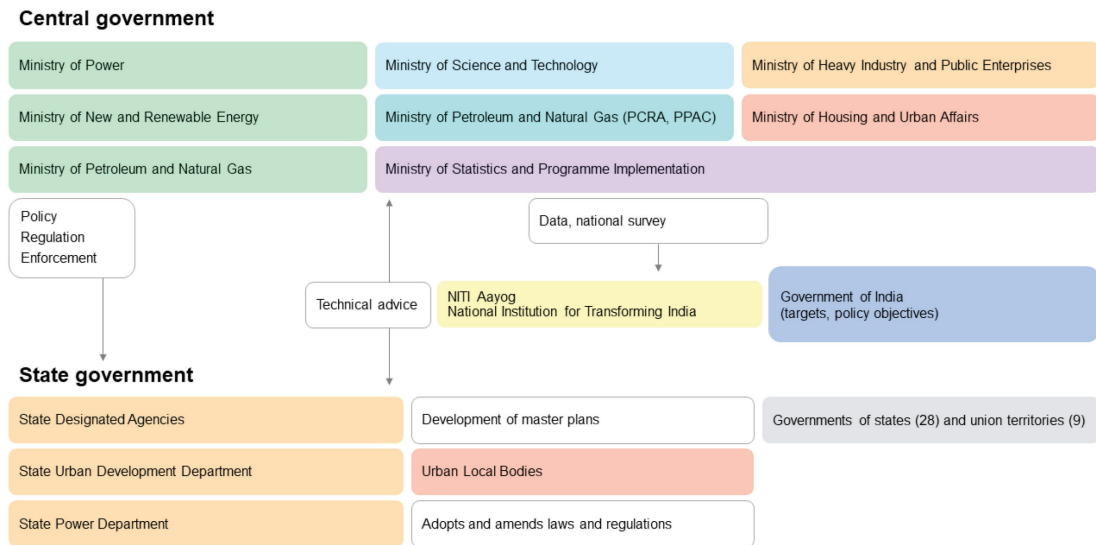 Central government
Ministry of Power
Ministry of Science and Technology
Ministry of Heavy Industry and Public Enterprises
Ministry of New and Renewable Energy
Ministry of Petroleum and Natural Gas (PCRA, PPAC)
Ministry of Housing and Urban Affairs
Ministry of Petroleum and Natural Gas
Ministry of Statistics and Programme Implementation
Policy
Regulation
Enforcement
Data, national survey
Technical advice
NITI Aayog
National Institution for Transforming India
Government of India
(targets, policy objectives)
State government
State Designated Agencies
Development of master plans
Governments of states (28) and union territories (9)
State Urban Development Department
Urban Local Bodies
State Power Department
Adopts and amends laws and regulations